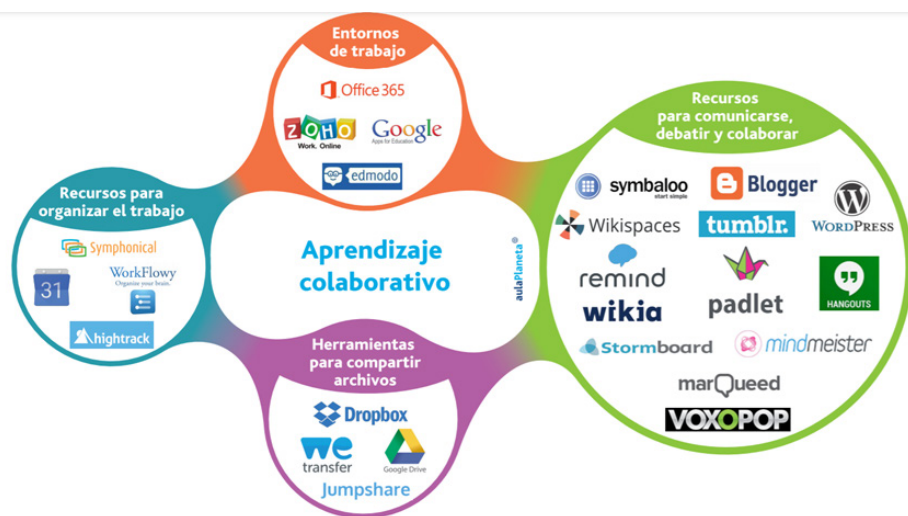 Entornos
de trabajo
Office 365
ZOHO
Work. Online
Google
Apps for Education
edmodo
Recursos para
organizar el trabajo
Symphonical
31
WorkFlowy
Organize your brain.
hightrack
Aprendizaje
colaborativo
aulaPlaneta
Herramientas
para compartir
archivos
Dropbox
we
transfer
Google Drive
Jumpshare
Recursos
para comunicarse,
debatir y colaborar
symbaloo
start simple
Blogger
WORDPRESS
Wikispaces
tumblr.
remind
padlet
HANGOUTS
wikia
Stormboard
mindmeister
marQueed
VOXOPOP